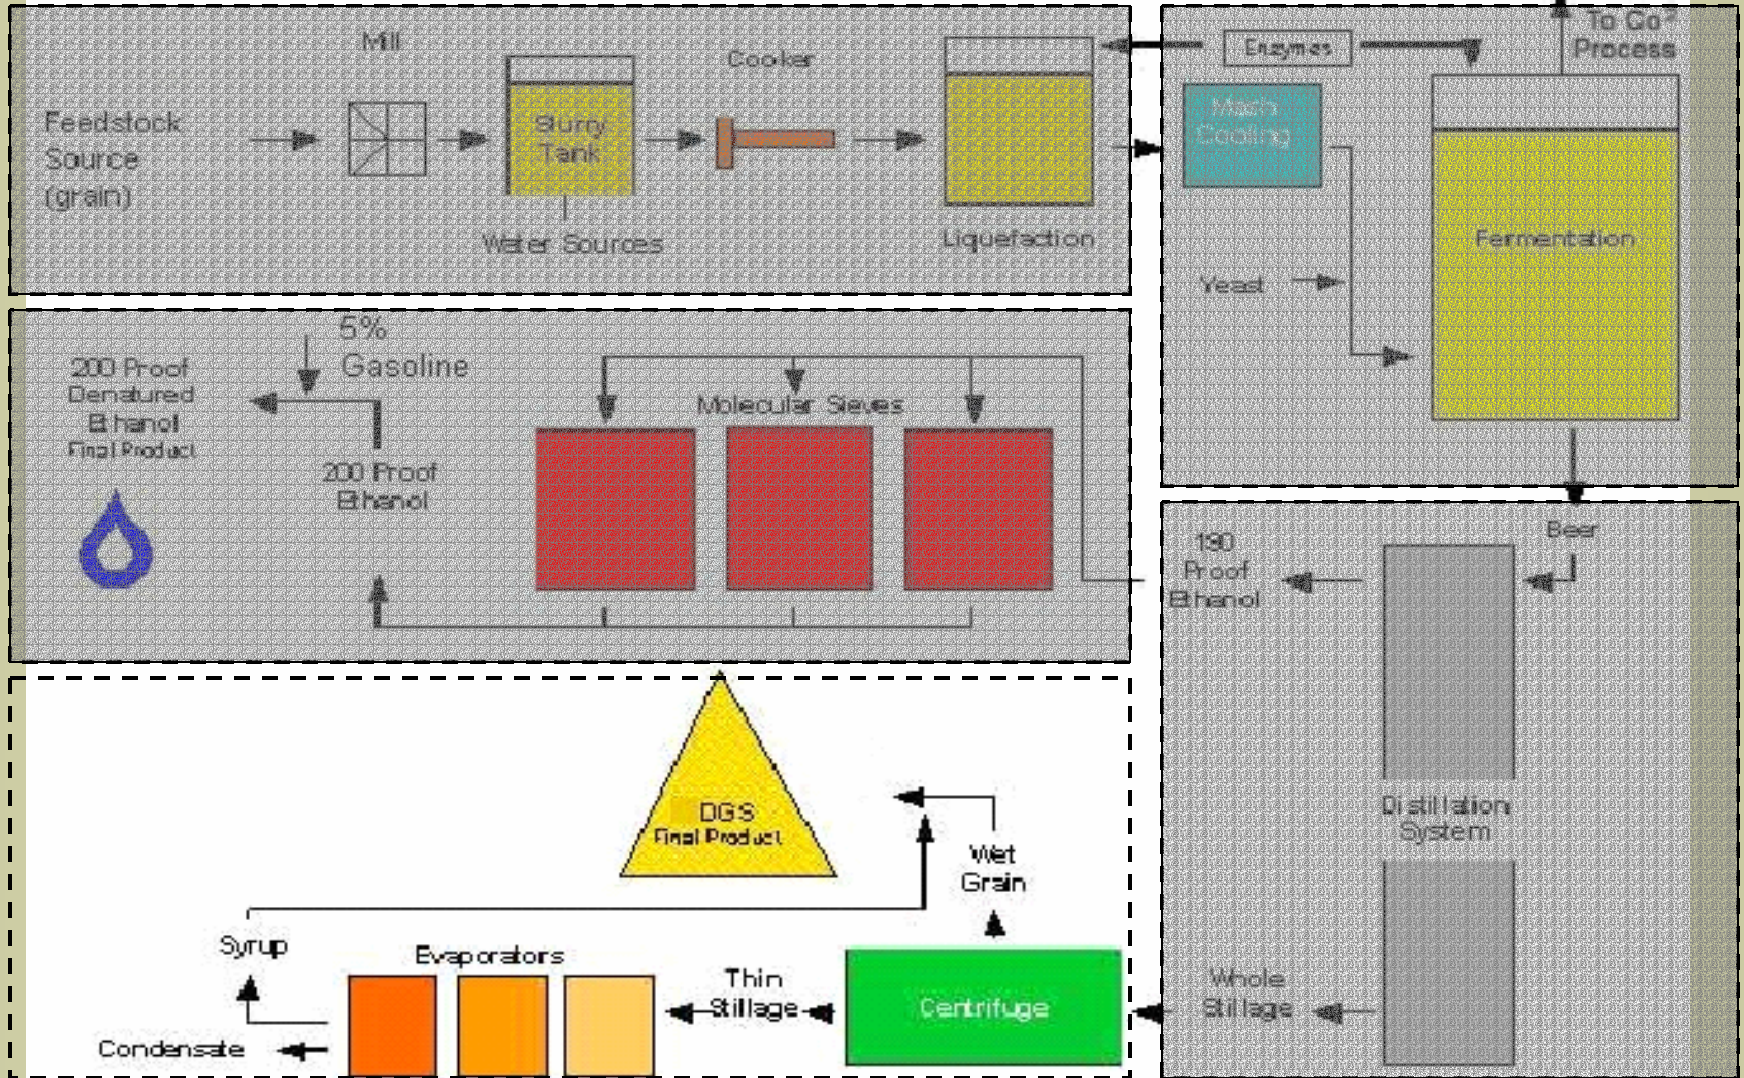 Mill
Cooker
Feedstock
Source
(grain)
Slurry
Tank
Water Sources
Liquefaction
Enzymes
To Co²
Process
Mash
Cooling
Fermentation
Yeast
5%
Gasoline
200 Proof
Denatured
Ethanol
Final Product
200 Proof
Ethanol
Molecular Sieves
Beer
190
Proof
Ethanol
Distillation
System
DGS
Final Product
Wet
Grain
Syrup
Evaporators
Thin
Stillage
Centrifuge
Whole
Stillage
Condensate